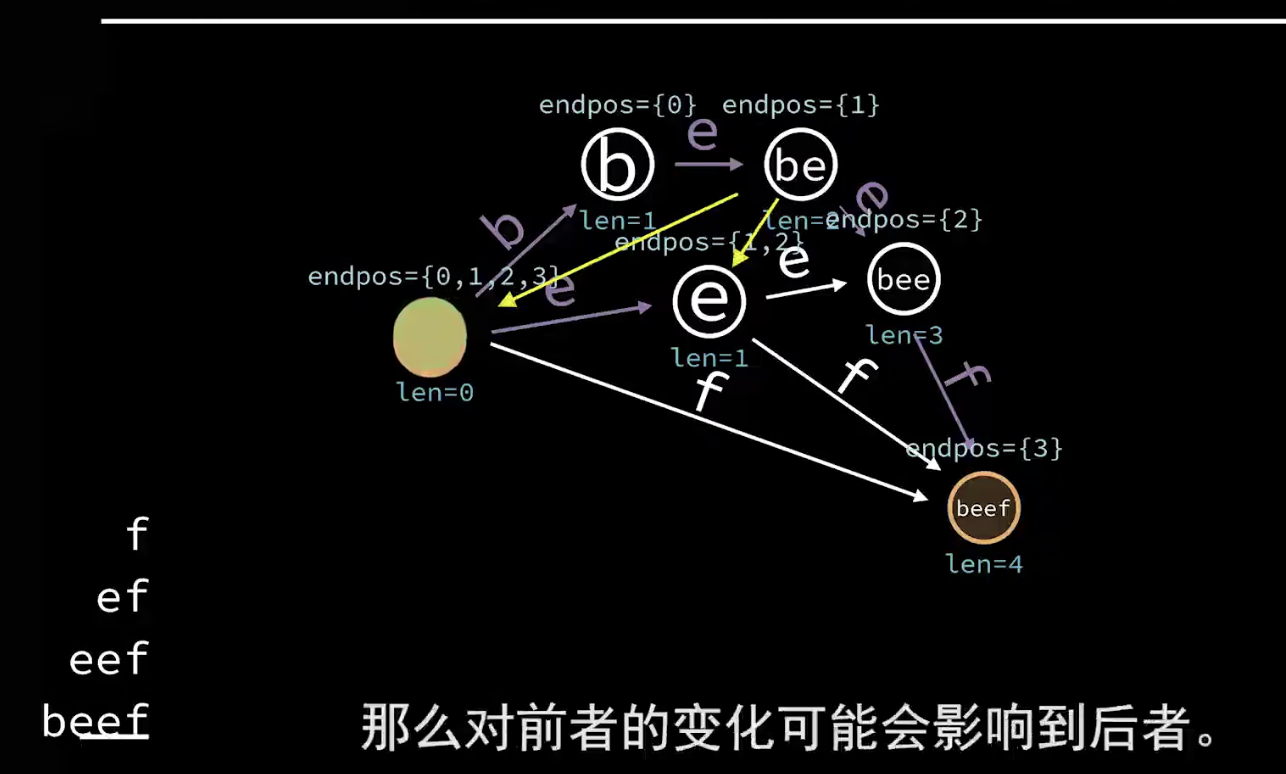 endpos={0} endpos={1}
e
b be
e
b len=1 len=2 endpos={2}
endpos={1,2}
e
endpos={0,1,2,3} e bee
e
len=3
len=1
f f f
len=0
endpos={3}
beef
f
len=4
ef
eef
beef
那么对前者的变化可能会影响到后者。